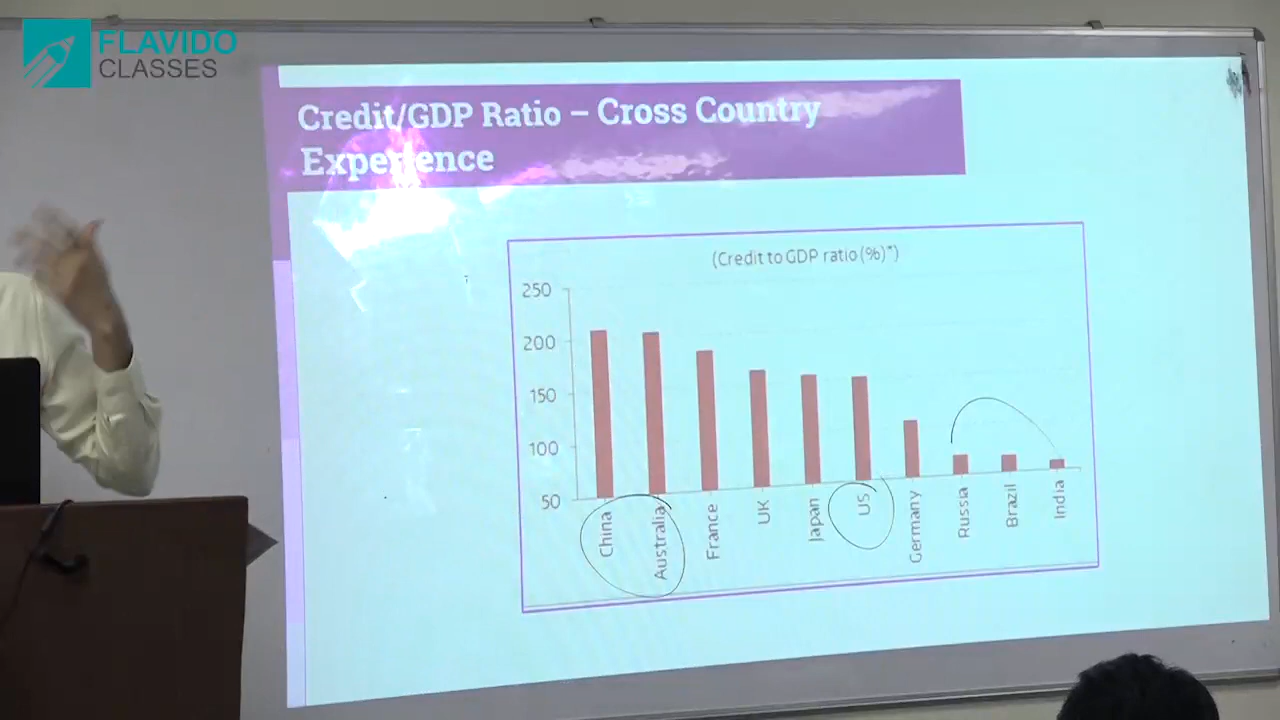 FLAVIDO
CLASSES
Credit/GDP Ratio – Cross Country
Experience
(Credit to GDP ratio (%)*)
250
200
150
100
50
China
Australia
France
UK
Japan
US
Germany
Russia
Brazil
India